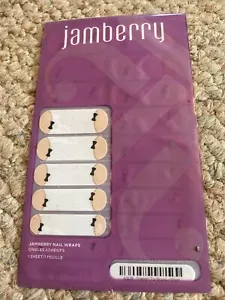 jamberry
JAMBERRY NAIL WRAPS
ONGLES ADHÉSIFS
1 SHEET/1 FEUILLE